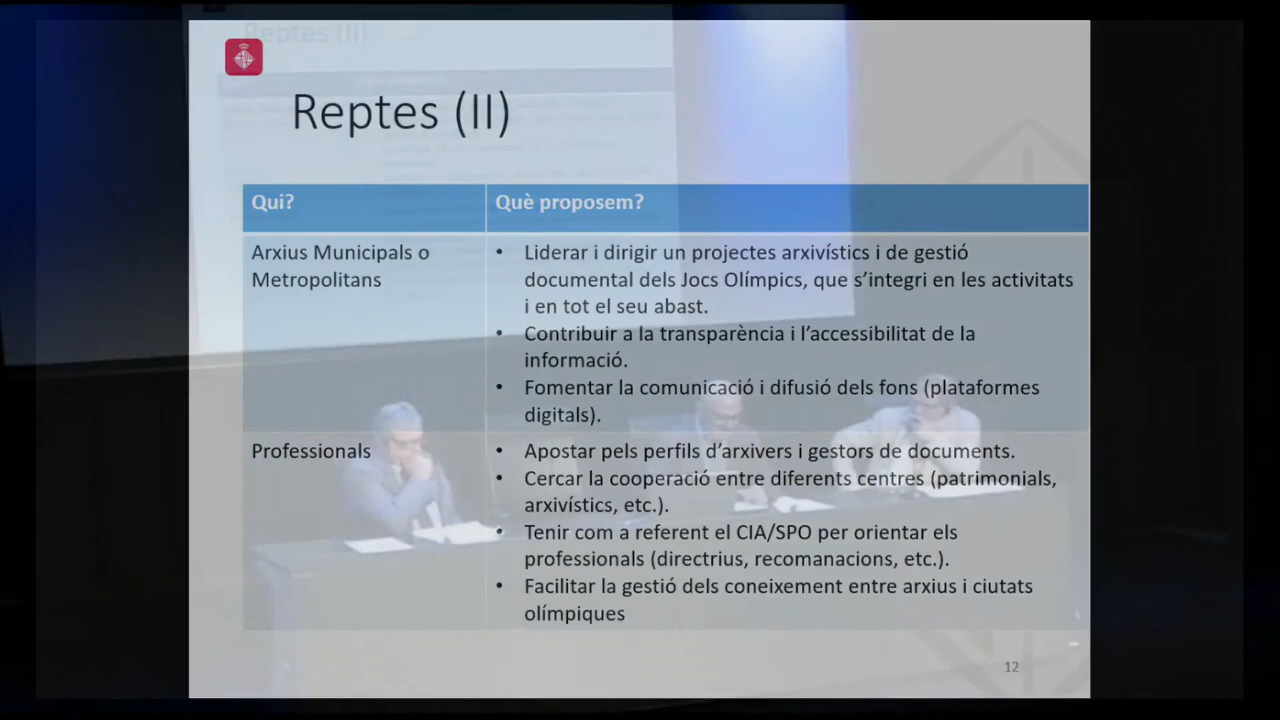 Reptes (II)
Reptes (II)
Qui?
Què proposem?
Arxius Municipals o
Metropolitans
• Liderar i dirigir un projectes arxivístics i de gestió
documental dels Jocs Olímpics, que s’integri en les activitats
i en tot el seu abast.
• Contribuir a la transparència i l’accessibilitat de la
informació.
• Fomentar la comunicació i difusió dels fons (plataformes
digitals).
Professionals
• Apostar pels perfils d’arxivers i gestors de documents.
• Cercar la cooperació entre diferents centres (patrimonials,
arxivístics, etc.).
• Tenir com a referent el CIA/SPO per orientar els
professionals (directrius, recomanacions, etc.).
• Facilitar la gestió dels coneixement entre arxius i ciutats
olímpiques
12